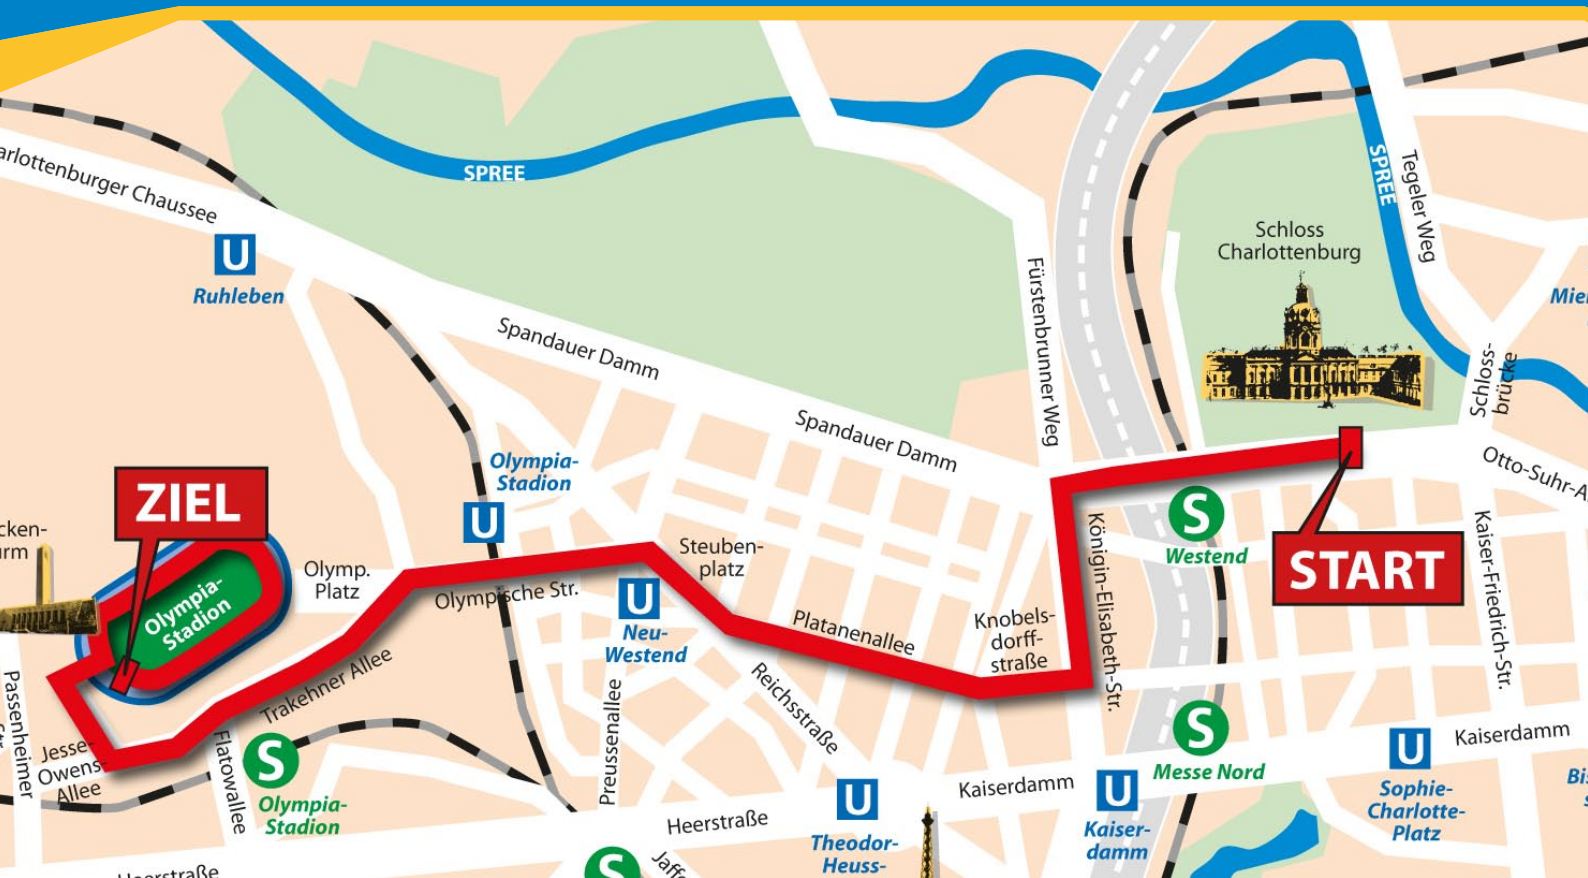 SPREE
SPREE
Tegeler Weg
Chaussee
U
Ruhleben
Schloss
Charlottenburg
Fürstenbrunner Weg
Spandauer Damm
Spandauer Damm
Schloss-
brücke
Olympia-
Stadion
U
ZIEL
Otto-Suhr-A
S
Westend
START
Königin-Elisabeth-Str.
Kaiser-Friedrich-Str.
Steuben-
platz
Olymp.
Platz
Olympische Str.
U
Neu-
Westend
Olympia-
Stadion
Platanenallee
Knobels-
dorff-
straße
Trakehner Allee
Reichsstraße
Preussenallee
Passenheimer
Jesse-
Owens-
Allee
Flatowallee
S
Olympia-
Stadion
S
Messe Nord
Kaiserdamm
U
Sophie-
Charlotte-
Platz
Kaiserdamm
U
Kaiser-
damm
U
Theodor-
Heuss-
Heerstraße
S